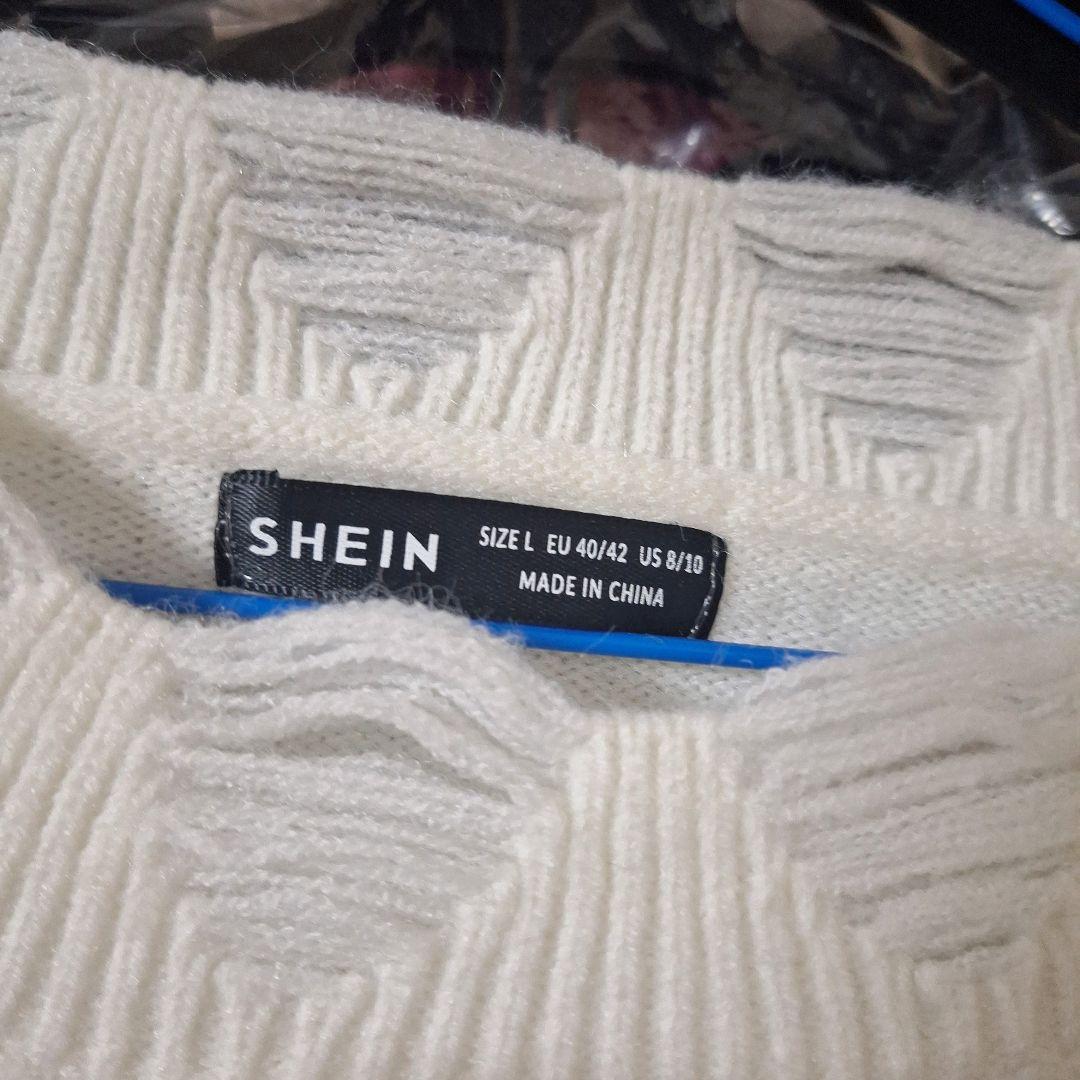 SHEIN
SIZE L EU 40/42 US 8/10
MADE IN CHINA